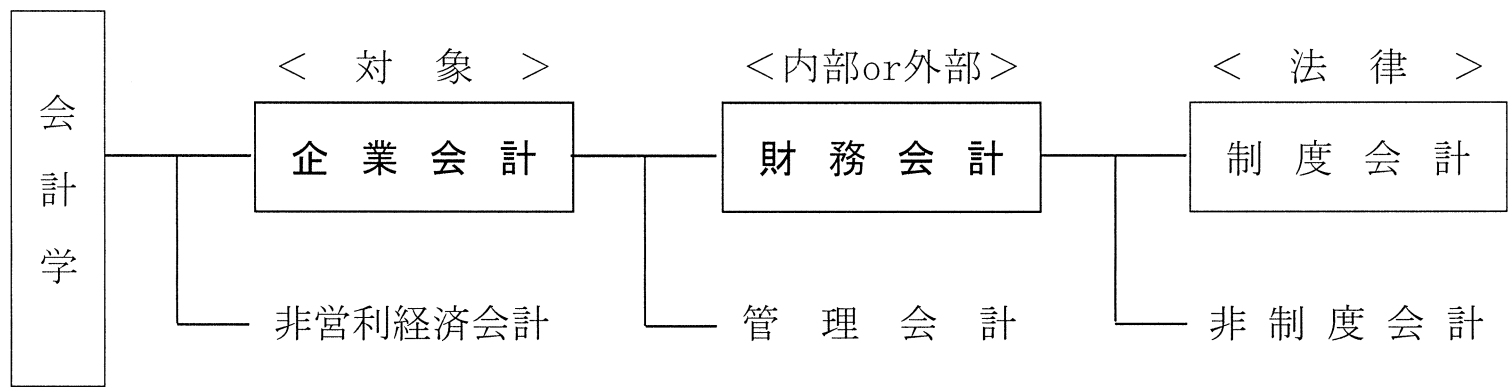 会計学
＜対象＞
＜内部or外部＞
＜法律＞
企業会計
財務会計
制度会計
非営利経済会計
管理会計
非制度会計